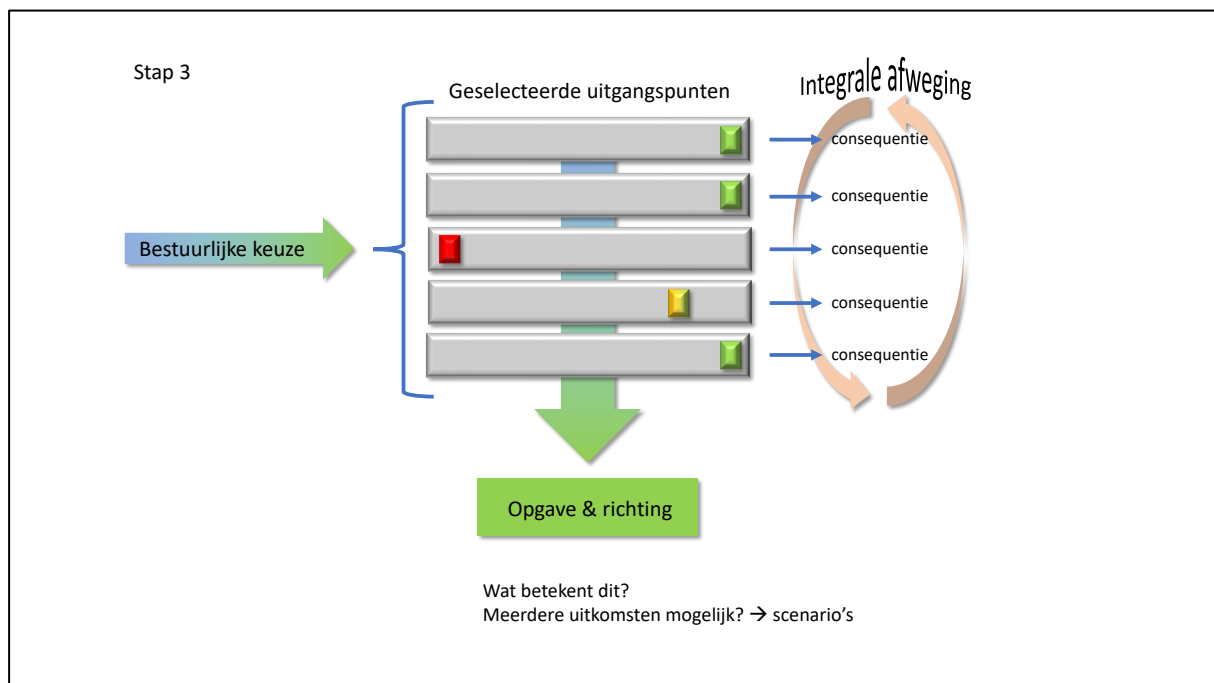 Stap 3
Geselecteerde uitgangspunten
Integrale afweging
consequentie
consequentie
Bestuurlijke keuze
consequentie
consequentie
consequentie
Opgave & richting
Wat betekent dit?
Meerdere uitkomsten mogelijk? → scenario’s